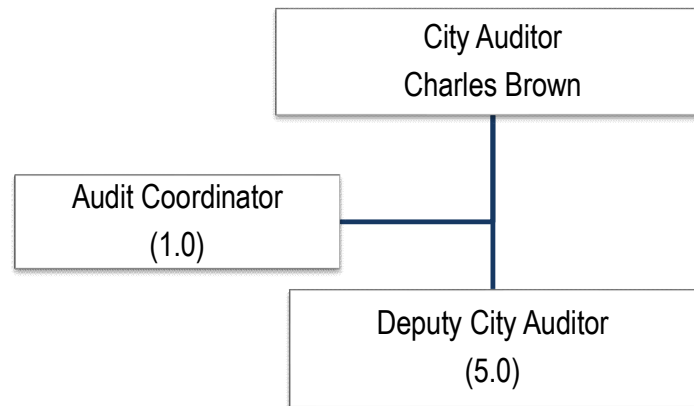 City Auditor
Charles Brown
Audit Coordinator
(1.0)
Deputy City Auditor
(5.0)